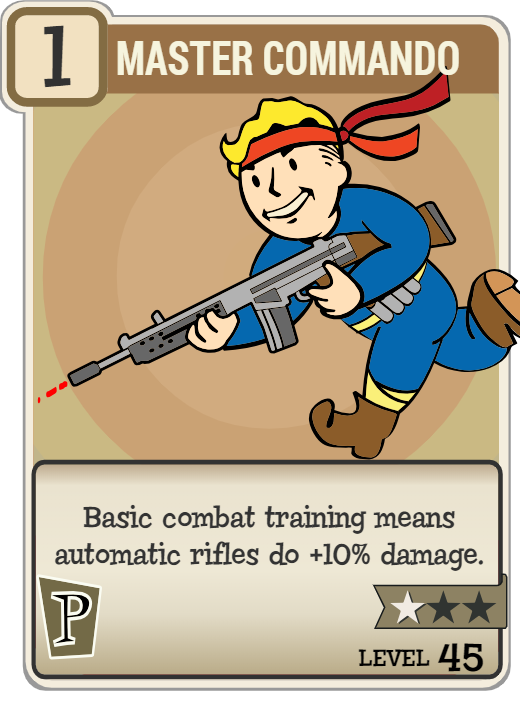 1
MASTER COMMANDO
Basic combat training means
automatic rifles do +10% damage.
P
LEVEL 45